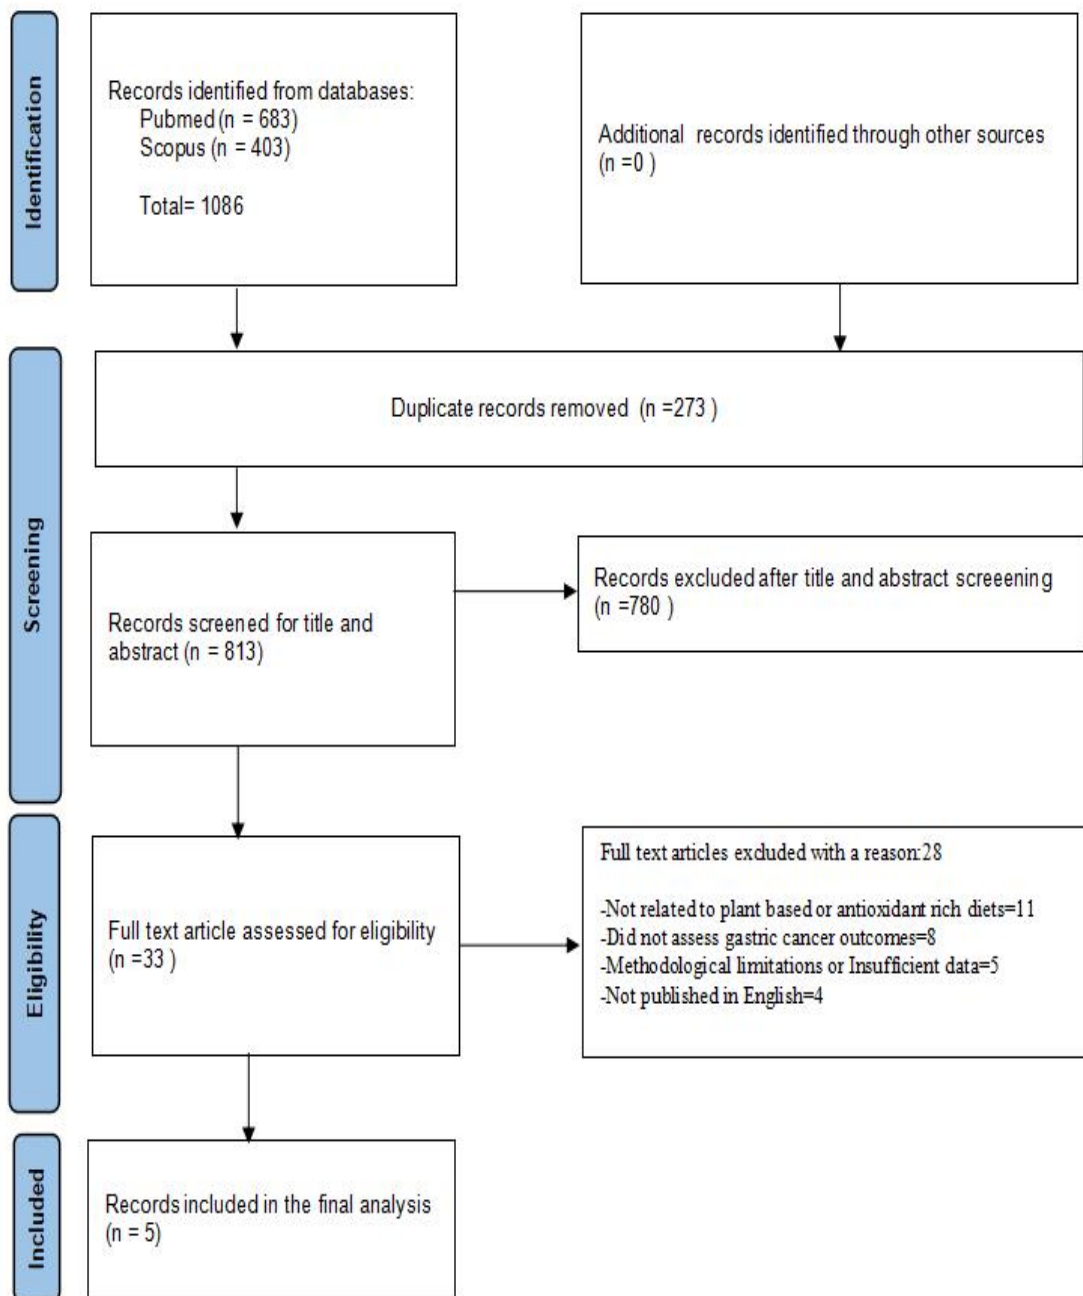 Identification
Records identified from databases:
Pubmed (n = 683)
Scopus (n = 403)
Total= 1086
Additional records identified through other sources
(n =0 )
Screening
Duplicate records removed (n =273 )
Records screened for title and
abstract (n = 813)
Records excluded after title and abstract screeening
(n =780 )
Eligibility
Full text article assessed for eligibility
(n =33 )
Full text articles excluded with a reason:28
-Not related to plant based or antioxidant rich diets=11
-Did not assess gastric cancer outcomes=8
-Methodological limitations or Insufficient data=5
-Not published in English=4
Included
Records included in the final analysis
(n = 5)